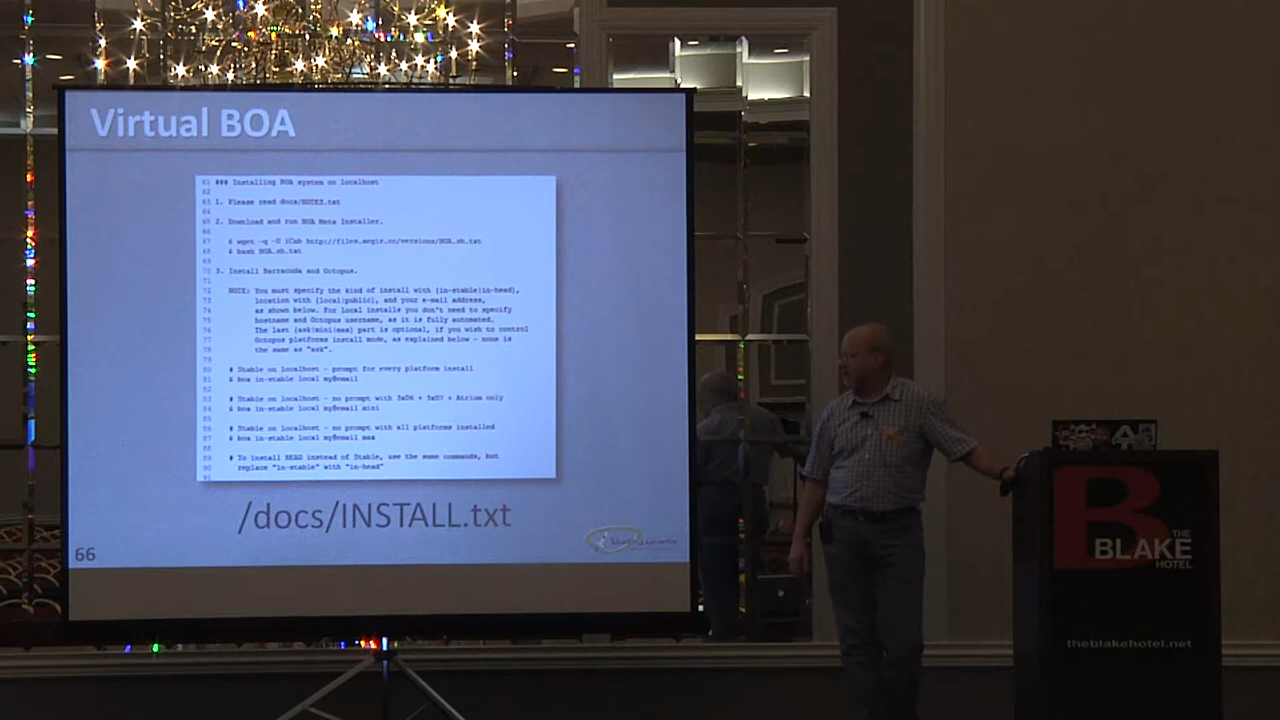 Virtual BOA
61 ### Installing BOA system on localhost
62
63 1. Please read docs/NOTES.txt
64
65 2. Download and run BOA Meta Installer.
66
67 $ wget -q -U iCab http://files.aegir.cc/versions/BOA.sh.txt
68 $ bash BOA.sh.txt
69
70 3. Install Barracuda and Octopus.
71
72 NOTE: You must specify the kind of install with {in-stable|in-head},
73 location with {local|public}, and your e-mail address,
74 as shown below. For local installs you don't need to specify
75 hostname and Octopus username, as it is fully automated.
76 The last {ask|mini|max} part is optional, if you wish to control
77 Octopus platforms install mode, as explained below - none is
78 the same as "ask".
79
80 # Stable on localhost - prompt for every platform install
81 $ boa in-stable local my@email
82
83 # Stable on localhost - no prompt with 3xD6 + 3xD7 + Atrium only
84 $ boa in-stable local my@email mini
85
86 # Stable on localhost - no prompt with all platforms installed
87 $ boa in-stable local my@email max
88
89 # To install HEAD instead of Stable, use the same commands, but
90 replace "in-stable" with "in-head"
91
/docs/INSTALL.txt
66
B
THE
BLAKE
HOTEL
theblakehotel.net